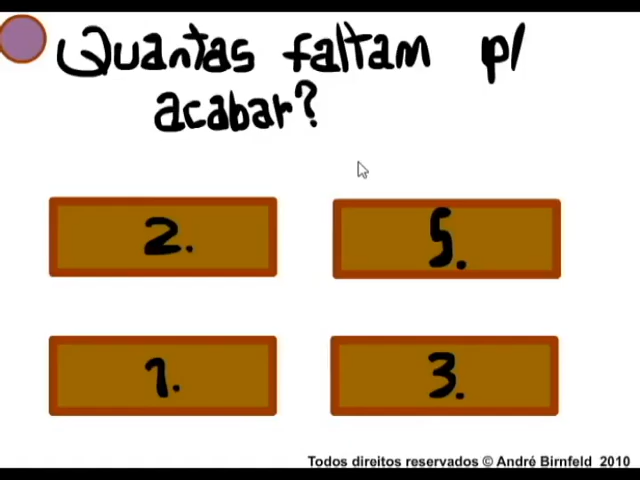 Quantas faltam p/
acabar?
2.
5.
1.
3.
Todos direitos reservados © André Birnfeld 2010